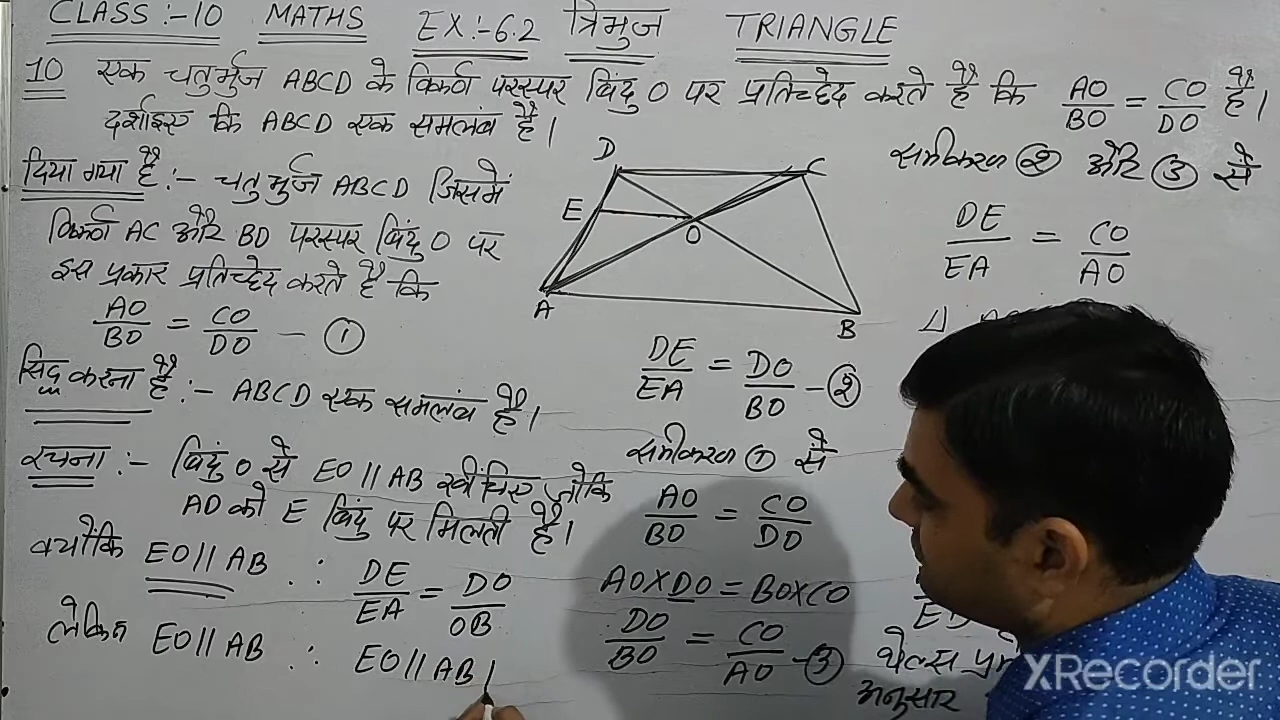 CLASS :- 10 MATHS EX :- 6.2 त्रिभुज TRIANGLE
10 एक चतुर्भुज ABCD के विकर्ण परस्पर बिंदु O पर प्रतिच्छेद करते हैं कि AO/BO = CO/DO है।
दर्शाइए कि ABCD एक समलंब है।
दिया गया है :- चतुर्भुज ABCD जिसमें
विकर्ण AC और BD परस्पर बिंदु O पर
इस प्रकार प्रतिच्छेद करते हैं कि
AO/BO = CO/DO — ①
सिद्ध करना है :- ABCD एक समलंब है।
रचना :- बिंदु O से EO || AB खींचिए जोकि
AD को E बिंदु पर मिलती है।
क्योंकि EO || AB ∴ DE/EA = DO/OB
लेकिन EO || AB ∴ EO || AB |
D
C
E
O
A
B
DE/EA = DO/BO — ②
समीकरण ① से
AO/BO = CO/DO
AO X DO = BO X CO
DO/BO = CO/AO — ③
समीकरण ② और ③ से
DE/EA = CO/AO
Δ
ED
थेल्स
अनुसार
XRecorder